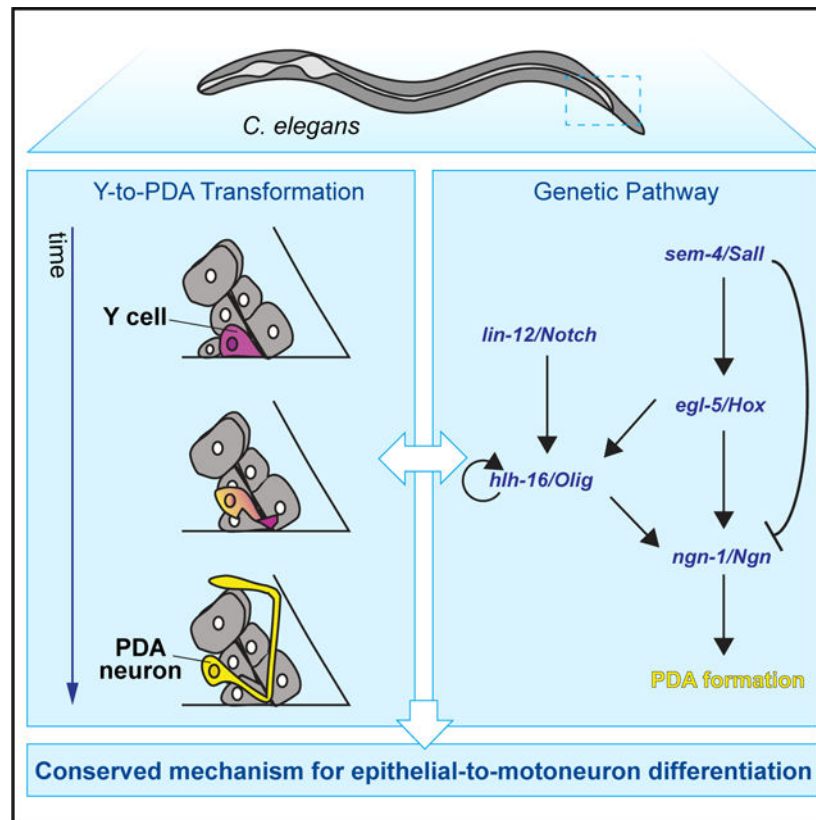 C. elegans
Y-to-PDA Transformation
time
Y cell
PDA
neuron
Genetic Pathway
sem-4/Sall
lin-12/Notch
egl-5/Hox
hlh-16/Olig
ngn-1/Ngn
PDA formation
Conserved mechanism for epithelial-to-motoneuron differentiation